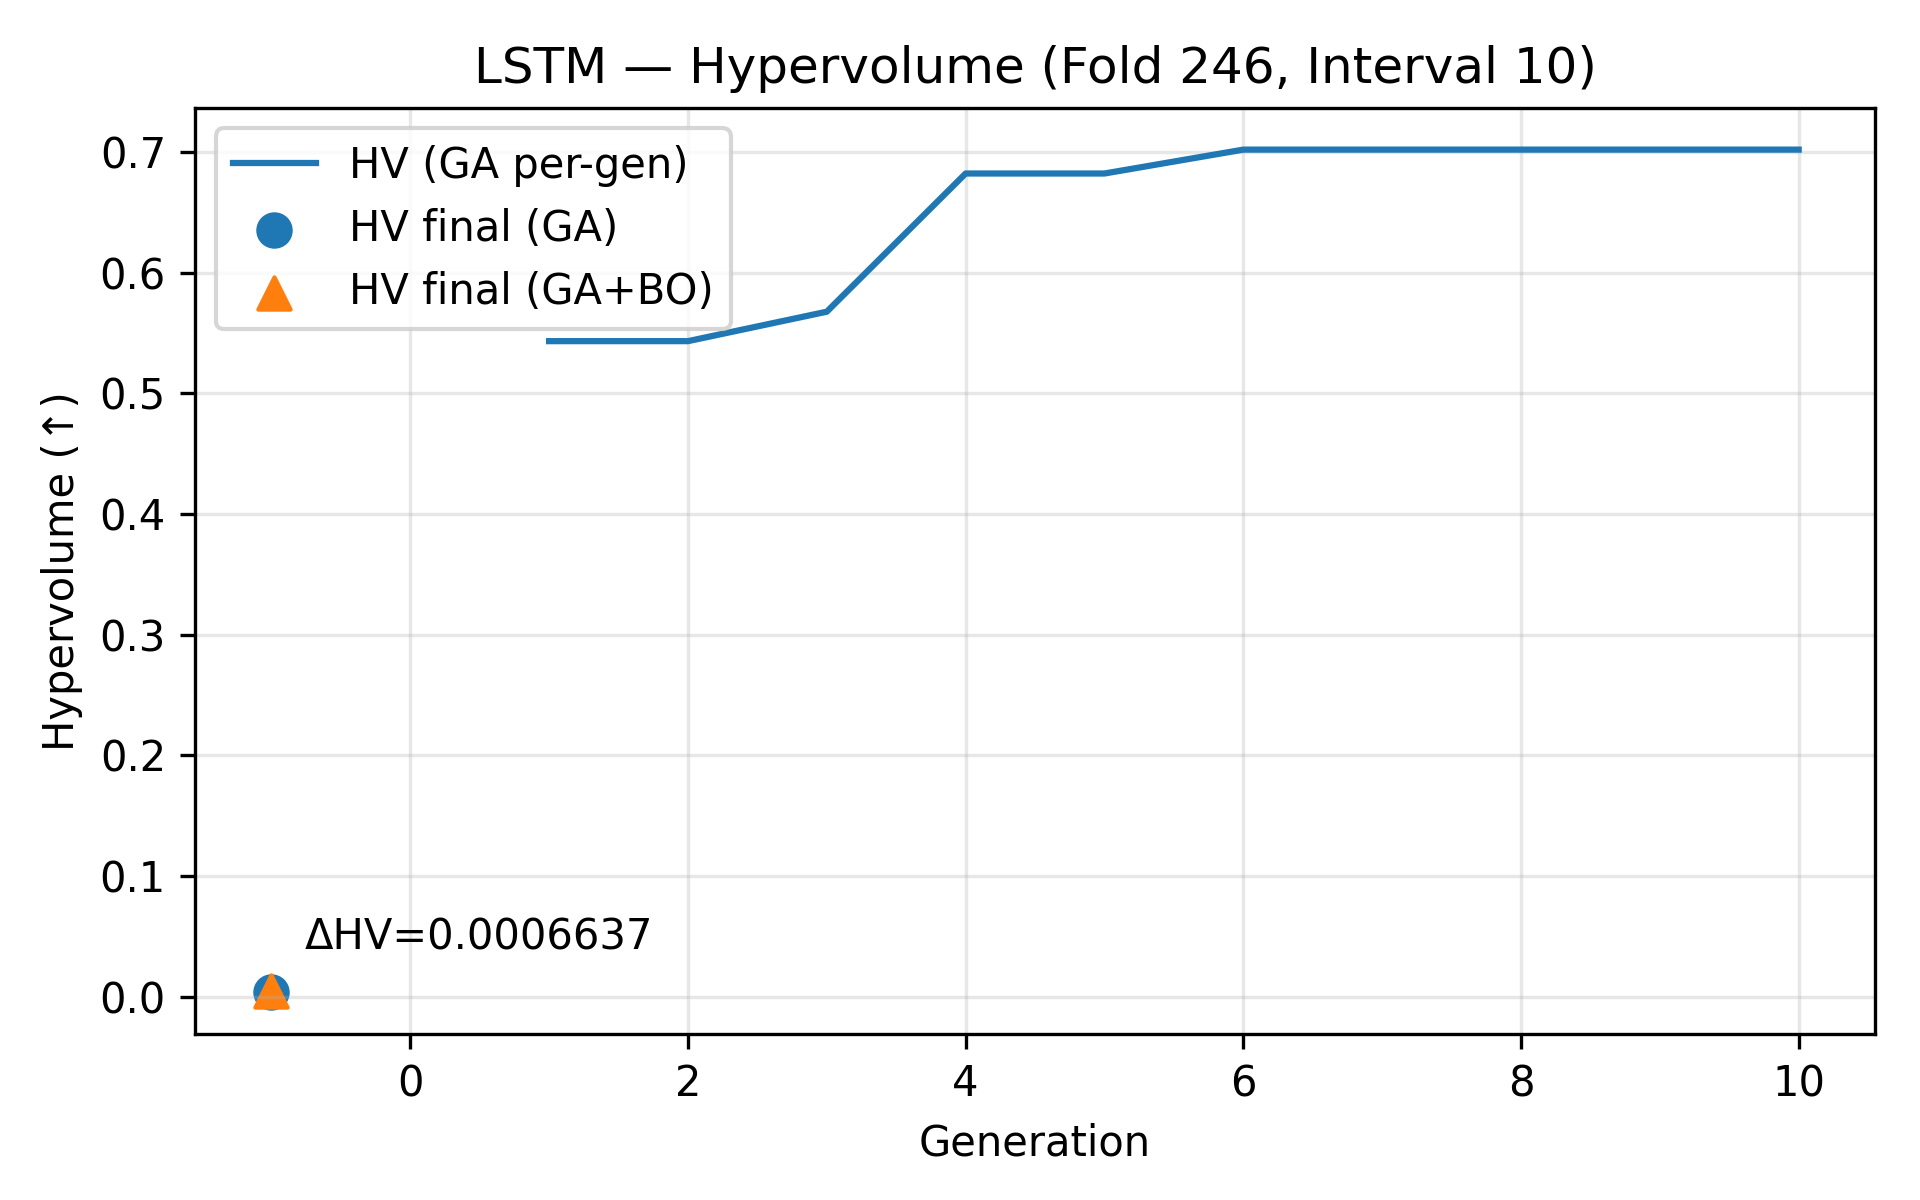 LSTM — Hypervolume (Fold 246, Interval 10)
HV (GA per-gen)
HV final (GA)
HV final (GA+BO)
Hypervolume (↑)
0.7
0.6
0.5
0.4
0.3
0.2
0.1
0.0
ΔHV=0.0006637
0 2 4 6 8 10
Generation